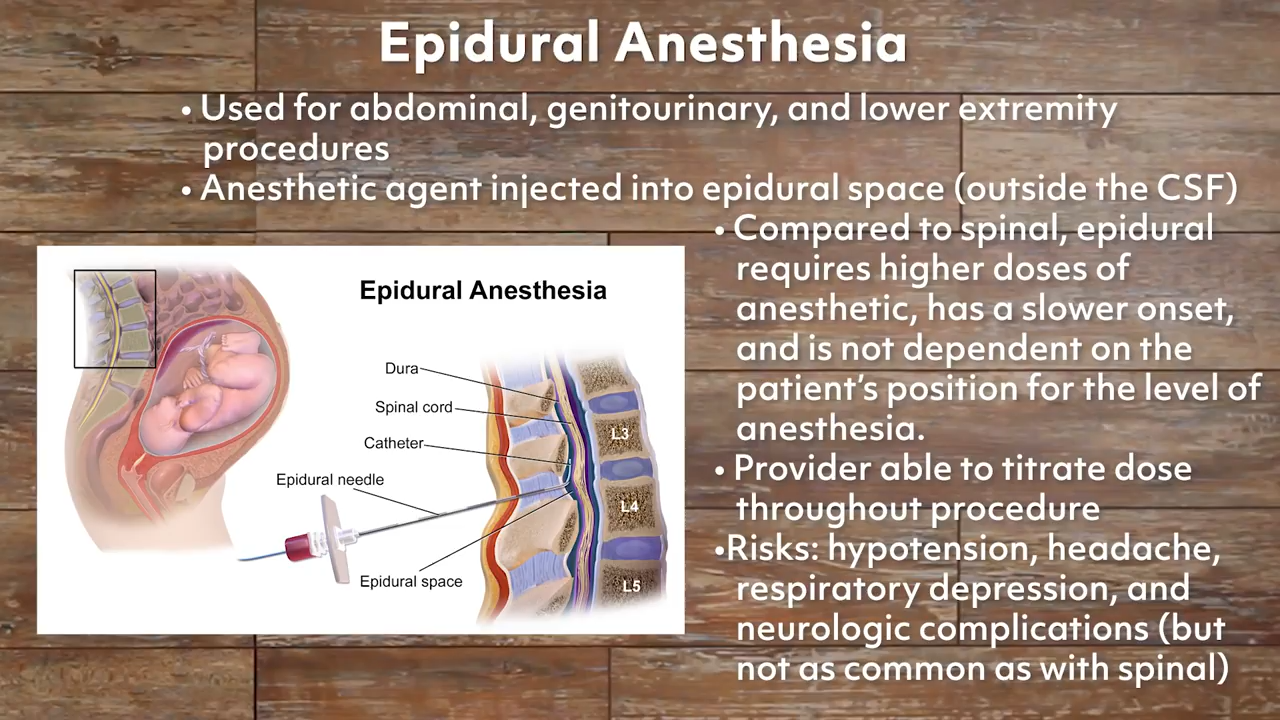 Epidural Anesthesia
• Used for abdominal, genitourinary, and lower extremity
procedures
• Anesthetic agent injected into epidural space (outside the CSF)
• Compared to spinal, epidural
requires higher doses of
anesthetic, has a slower onset,
and is not dependent on the
patient's position for the level of
anesthesia.
• Provider able to titrate dose
throughout procedure
•Risks: hypotension, headache,
respiratory depression, and
neurologic complications (but
not as common as with spinal)
Epidural Anesthesia
Dura
Spinal cord
Catheter
Epidural needle
Epidural space
L3
L4
L5